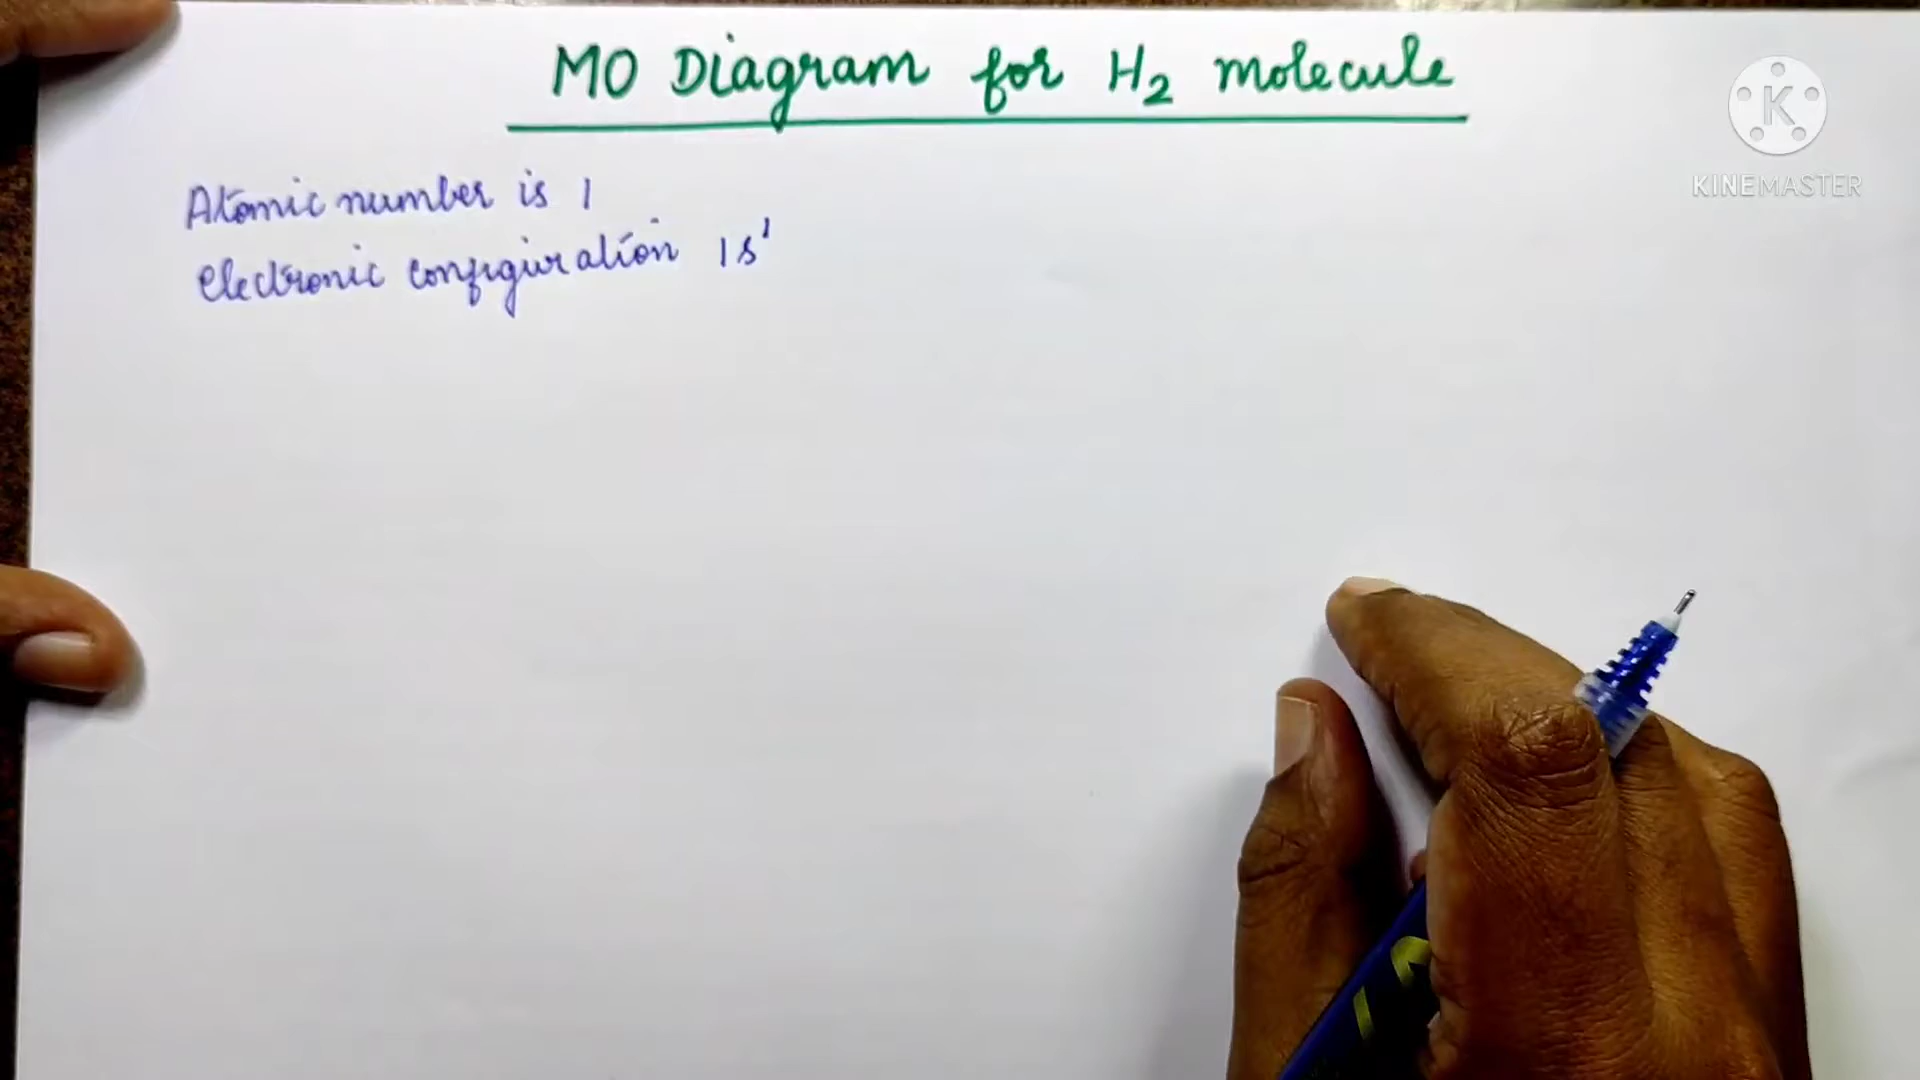 MO Diagram for H₂ molecule
K
KINEMASTER
Atomic number is 1
electronic configuration 1s¹